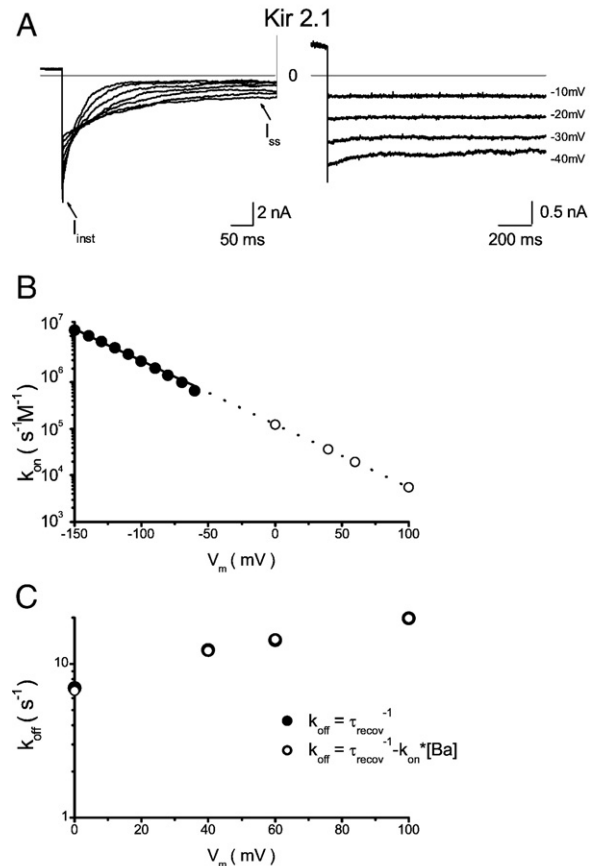 A
Kir 2.1
0
-10mV
-20mV
-30mV
-40mV
I_ss
I_inst
2 nA
50 ms
0.5 nA
200 ms
B
10^7
10^6
10^5
10^4
10^3
k_on ( s^-1 M^-1 )
-150 -100 -50 0 50 100
V_m ( mV )
C
10
1
k_off ( s^-1 )
k_off = τ_recov^-1
k_off = τ_recov^-1 -k_on*[Ba]
0 20 40 60 80 100
V_m ( mV )